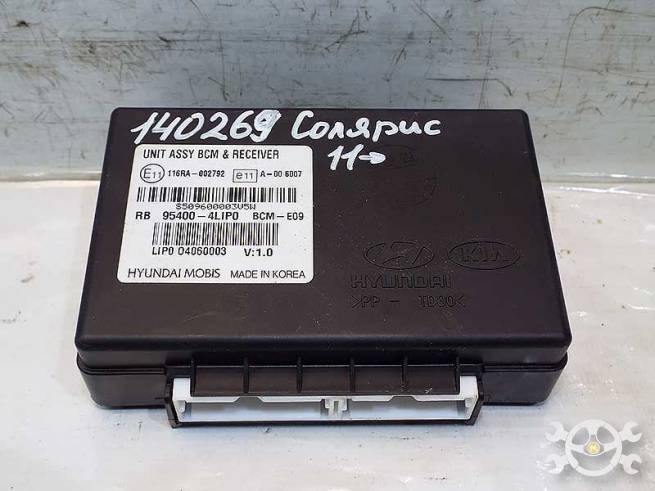 140269 Солярис
11→
UNIT ASSY BCM & RECEIVER
E11 116RA-002792 e11 A-00 6007
S509600003V5W
RB 95400-4LIP0 BCM-E09
LIP0 04060003 V:1.0
HYUNDAI MOBIS MADE IN KOREA
HYUNDAI KIA
>PP - TD30<